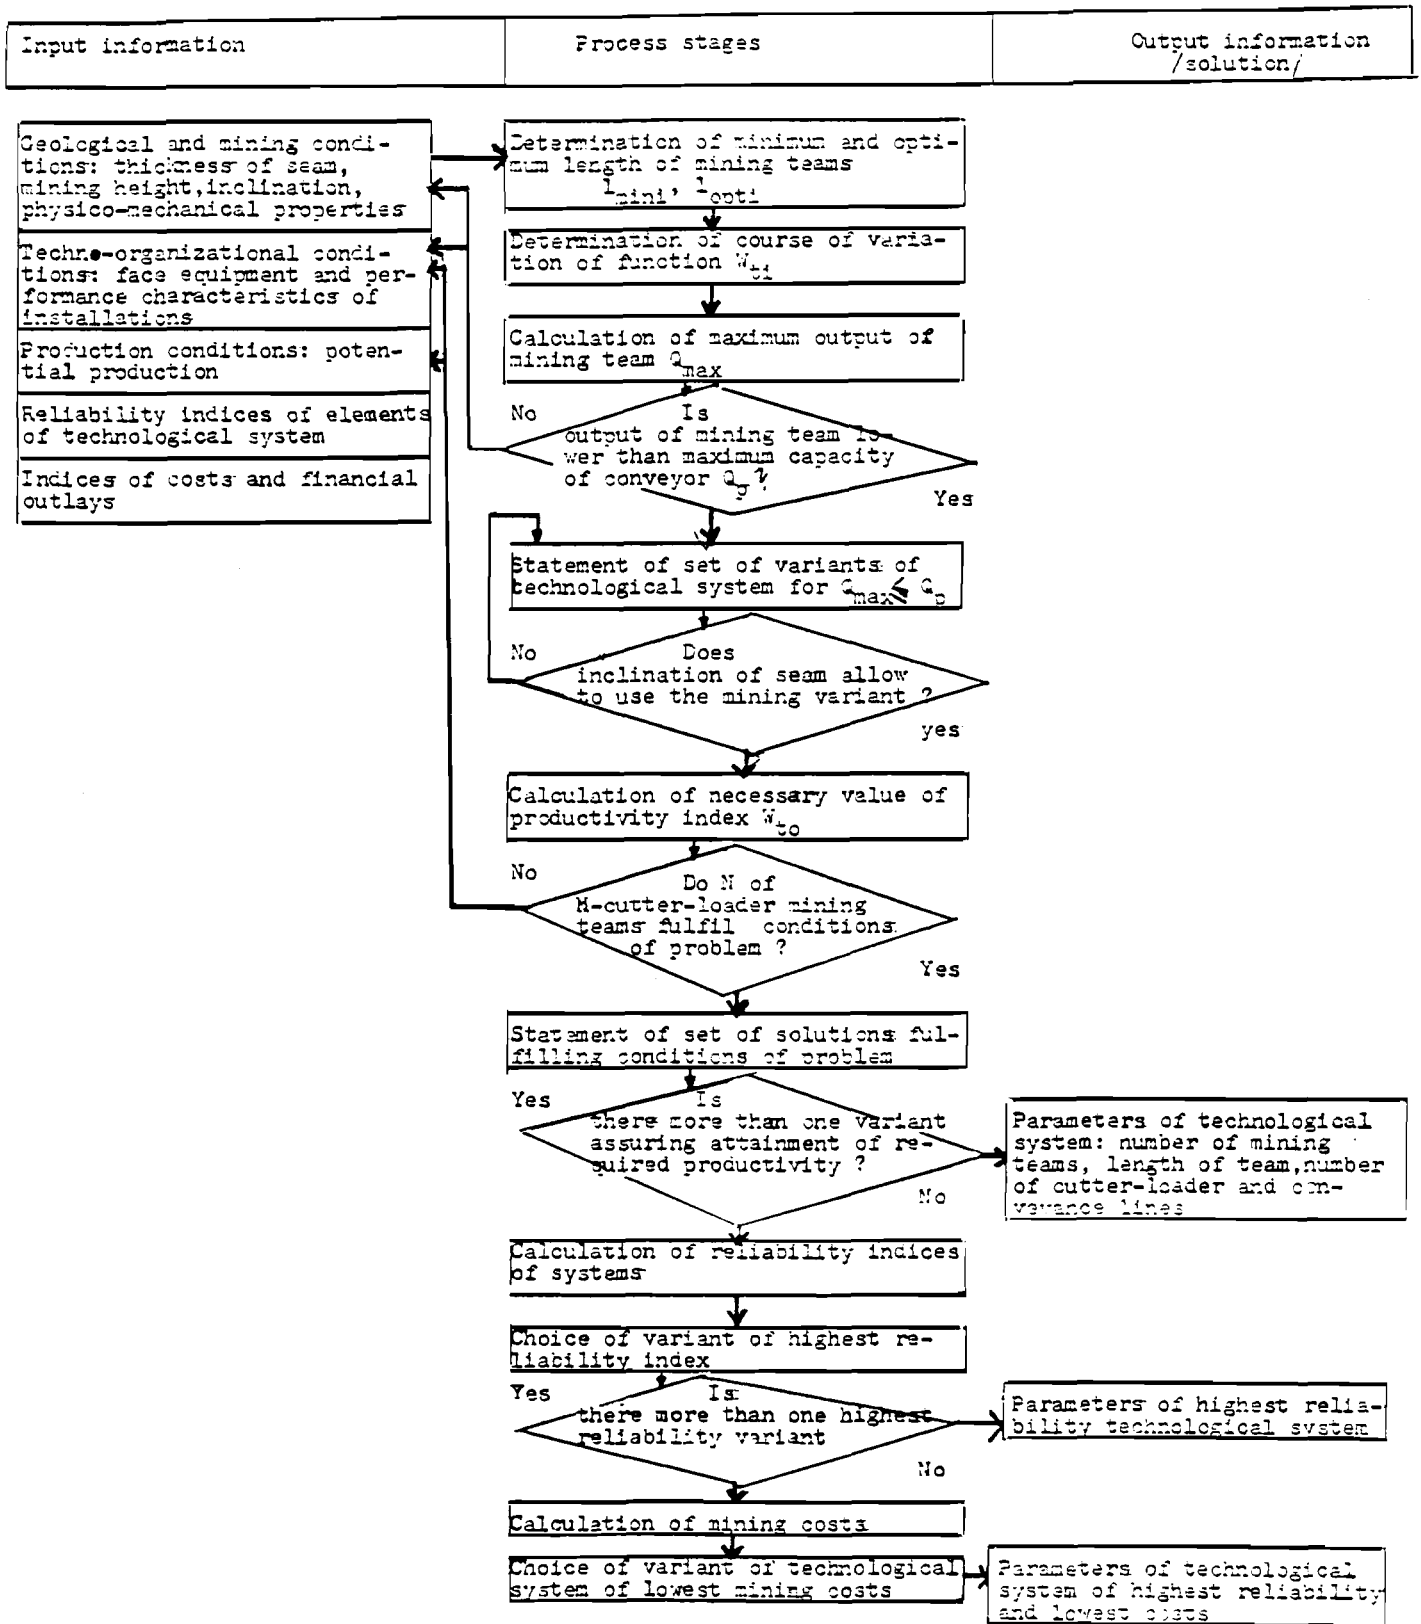 Input information
Process stages
Output information
/solution/
Geological and mining condi-
tions: thickness of seam,
mining height,inclination,
physico-mechanical properties
Techno-organizational condi-
tions: face equipment and per-
formance characteristics of
installations
Production conditions: poten-
tial production
Reliability indices of elements
of technological system
Indices of costs and financial
outlays
Determination of minimum and opti-
mum length of mining teams
l mini, l opti
Determination of course of varia-
tion of function W ti
Calculation of maximum output of
mining team Q max
No
Is
output of mining team lo-
wer than maximum capacity
of conveyor Q p ?
Yes
Statement of set of variants of
technological system for Q max ≤ Q p
No
Does
inclination of seam allow
to use the mining variant ?
yes
Calculation of necessary value of
productivity index W to
No
Do N of
M-cutter-loader mining
teams fulfil conditions
of problem ?
Yes
Statement of set of solutions ful-
filling conditions of problem
Yes
Is
there more than one variant
assuring attainment of re-
quired productivity ?
No
Parameters of technological
system: number of mining
teams, length of team,number
of cutter-loader and con-
veyance lines
Calculation of reliability indices
of systems
Choice of variant of highest re-
liability index
Yes
Is
there more than one highest
reliability variant
No
Parameters of highest relia-
bility technological system
Calculation of mining costs
Choice of variant of technological
system of lowest mining costs
Parameters of technological
system of highest reliability
and lowest costs